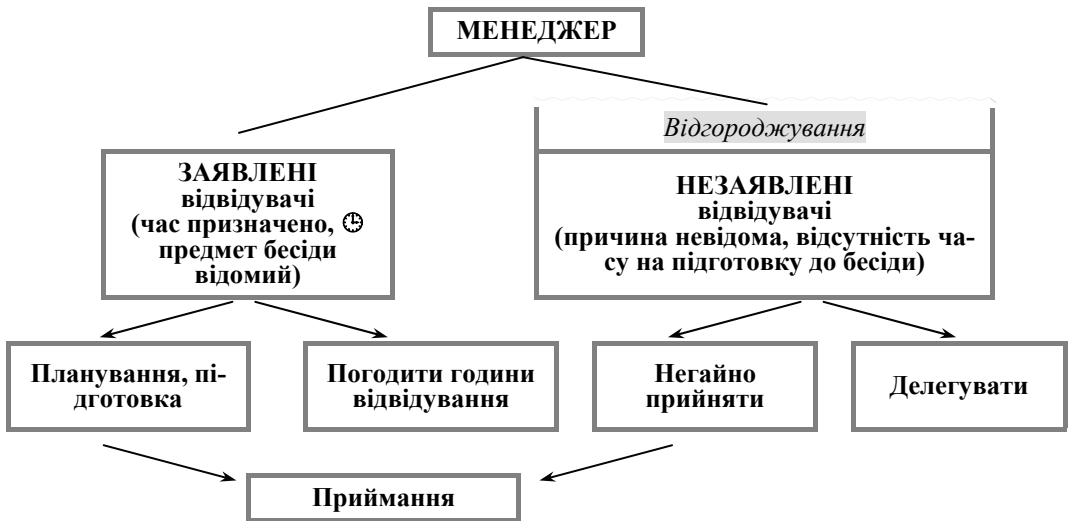 МЕНЕДЖЕР
Відгороджування
ЗАЯВЛЕНІ
відвідувачі
(час призначено, 🕒
предмет бесіди
відомий)
НЕЗАЯВЛЕНІ
відвідувачі
(причина невідома, відсутність ча-
су на підготовку до бесіди)
Планування, пі-
дготовка
Погодити години
відвідування
Негайно
прийняти
Делегувати
Приймання